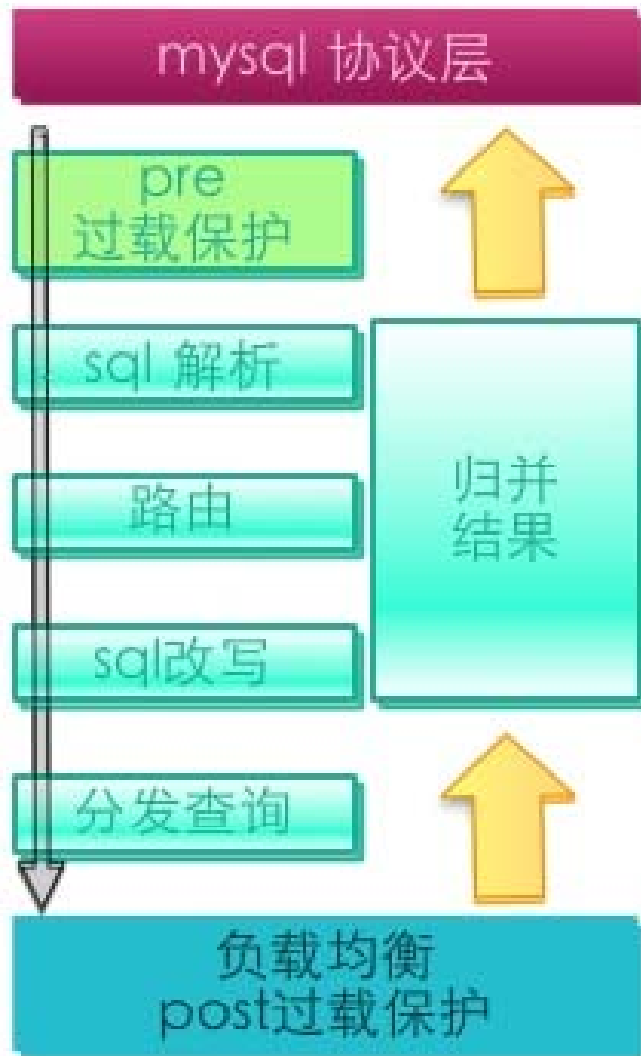 mysql 协议层
pre
过载保护
sql 解析
路由
sql改写
分发查询
归并
结果
负载均衡
post过载保护